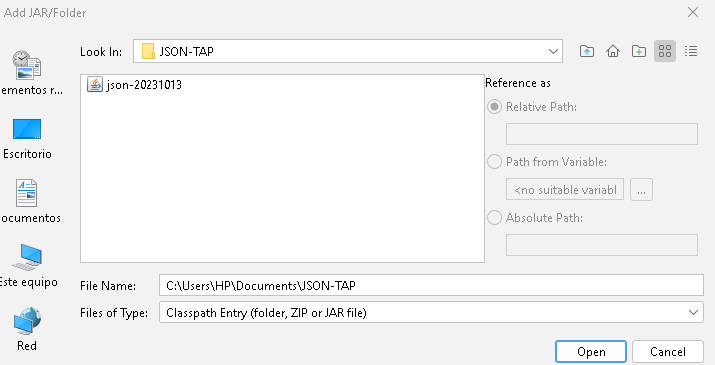 Add JAR/Folder
Look In:
JSON-TAP
json-20231013
ementos r...
Escritorio
ocumentos
Este equipo
Red
Reference as
Relative Path:
Path from Variable:
<no suitable variabl
...
Absolute Path:
File Name:
C:\Users\HP\Documents\JSON-TAP
Files of Type:
Classpath Entry (folder, ZIP or JAR file)
Open
Cancel